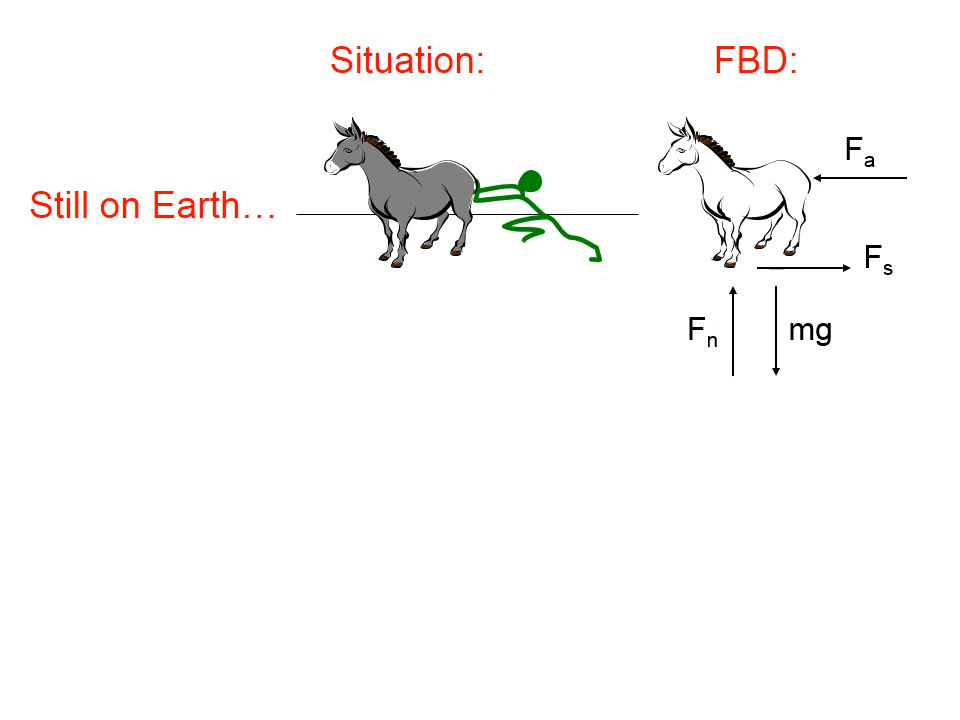 Situation:
FBD:
Still on Earth…
Fₐ
Fₛ
Fₙ
mg